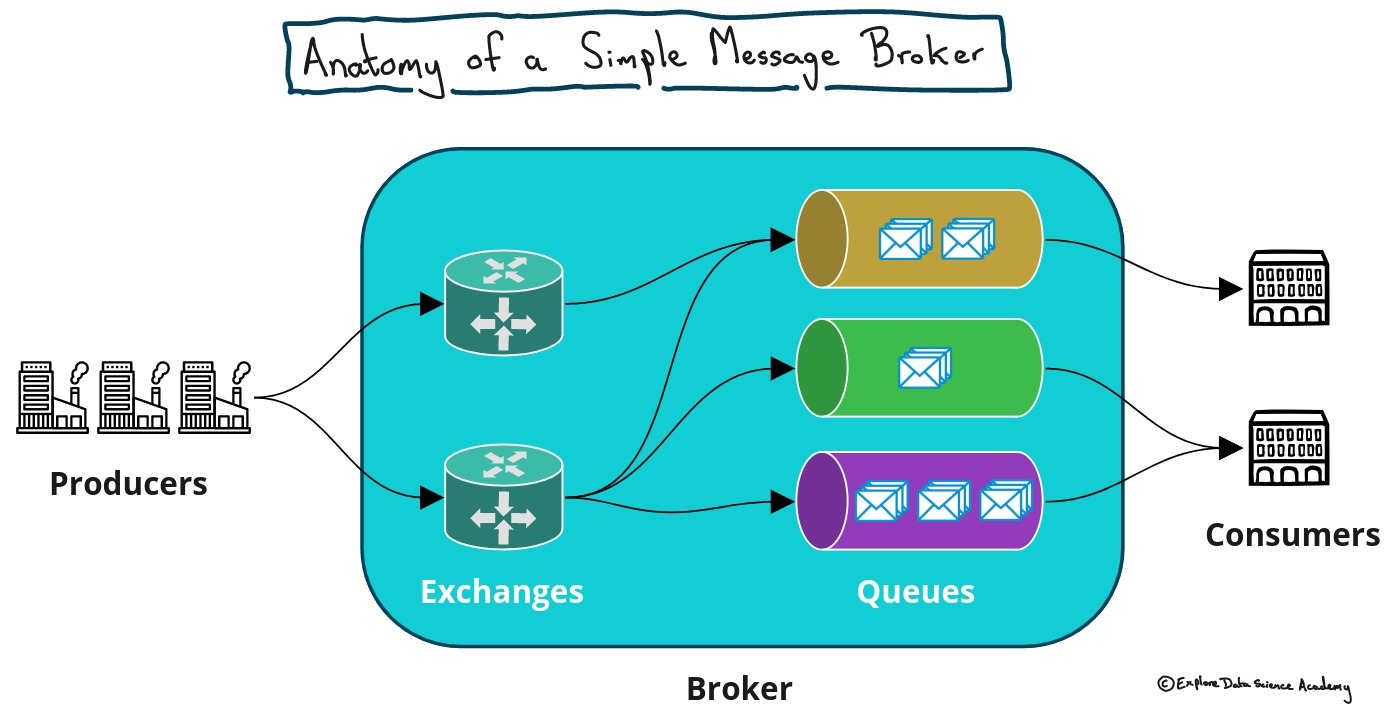 Anatomy of a Simple Message Broker
Producers
Exchanges
Queues
Consumers
Broker
© Explore Data Science Academy